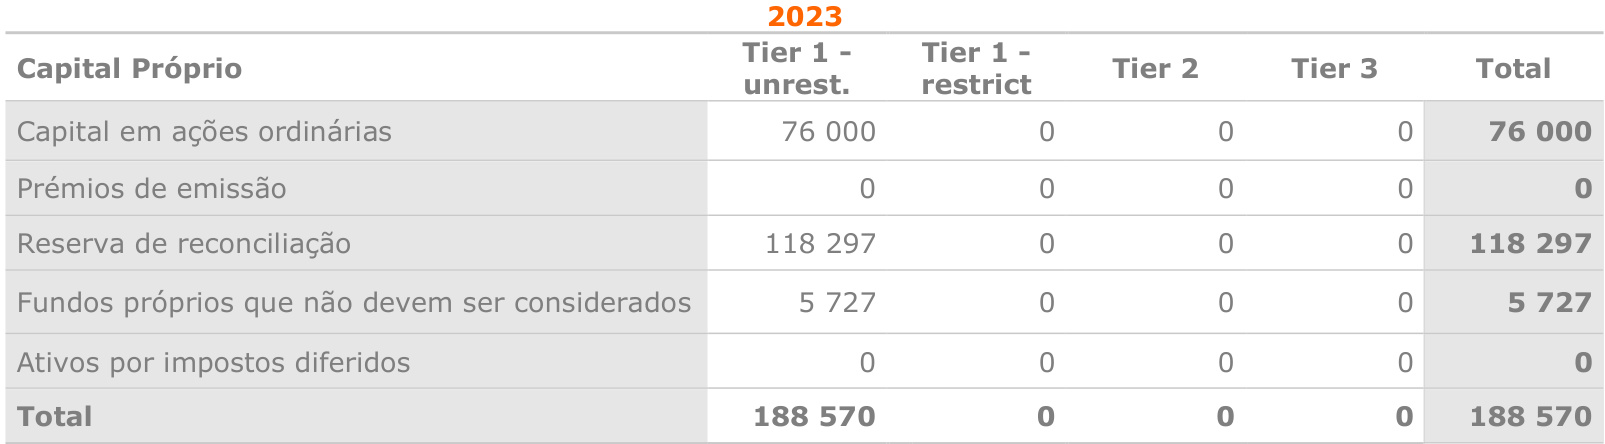 2023
Capital Próprio Tier 1 - unrest. Tier 1 - restrict Tier 2 Tier 3 Total
Capital em ações ordinárias 76 000 0 0 0 76 000
Prémios de emissão 0 0 0 0 0
Reserva de reconciliação 118 297 0 0 0 118 297
Fundos próprios que não devem ser considerados 5 727 0 0 0 5 727
Ativos por impostos diferidos 0 0 0 0 0
Total 188 570 0 0 0 188 570